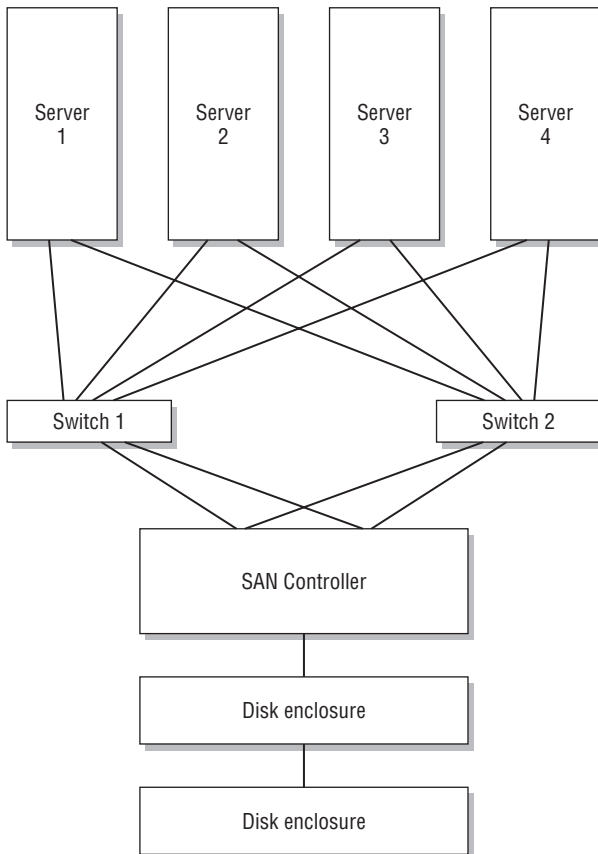 Server
1
Server
2
Server
3
Server
4
Switch 1
Switch 2
SAN Controller
Disk enclosure
Disk enclosure